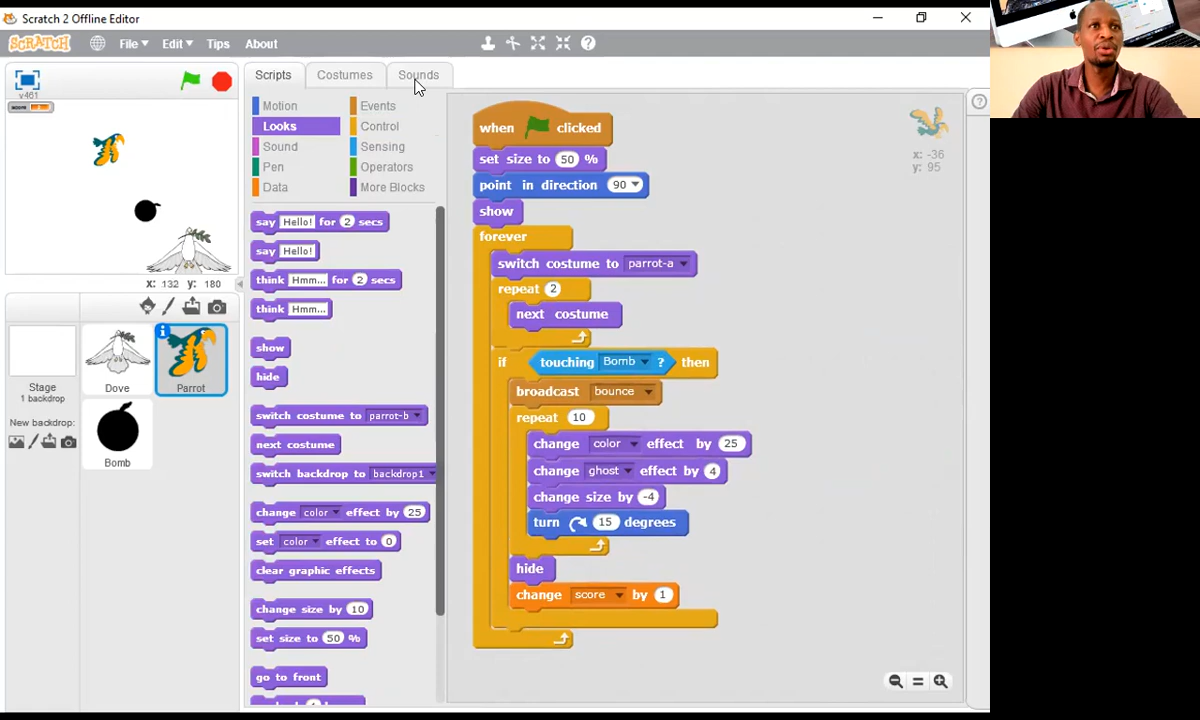 Scratch 2 Offline Editor
SCRATCH File Edit Tips About
v461
score
x: 132 y: 180
Stage
1 backdrop
New backdrop:
Dove
Parrot
Bomb
Scripts Costumes Sounds
Motion Events
Looks Control
Sound Sensing
Pen Operators
Data More Blocks
say Hello! for 2 secs
say Hello!
think Hmm... for 2 secs
think Hmm...
show
hide
switch costume to parrot-b
next costume
switch backdrop to backdrop1
change color effect by 25
set color effect to 0
clear graphic effects
change size by 10
set size to 50 %
go to front
when clicked
set size to 50 %
point in direction 90
show
forever
switch costume to parrot-a
repeat 2
next costume
if touching Bomb ? then
broadcast bounce
repeat 10
change color effect by 25
change ghost effect by 4
change size by -4
turn 15 degrees
hide
change score by 1
x: -36
y: 95